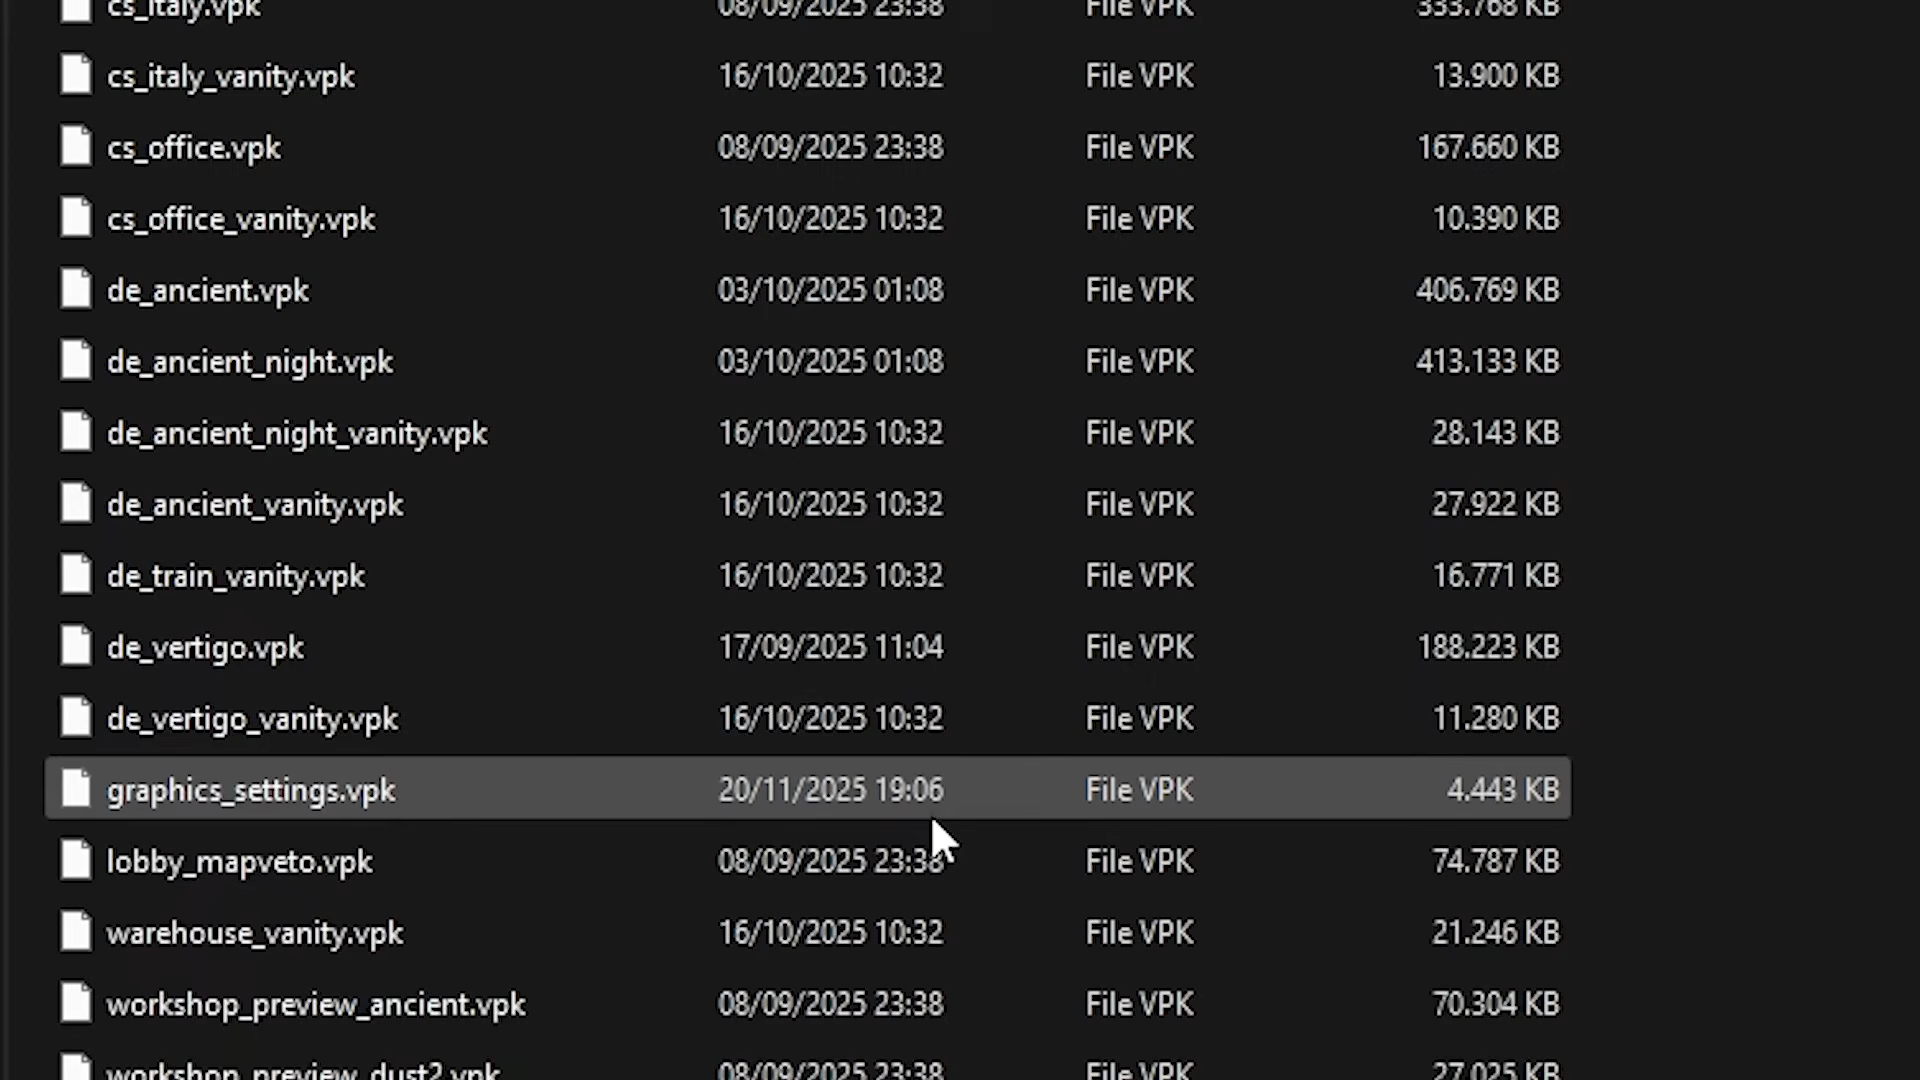 cs_italy.vpk 08/09/2025 23:38 File VPK 333.768 KB
cs_italy_vanity.vpk 16/10/2025 10:32 File VPK 13.900 KB
cs_office.vpk 08/09/2025 23:38 File VPK 167.660 KB
cs_office_vanity.vpk 16/10/2025 10:32 File VPK 10.390 KB
de_ancient.vpk 03/10/2025 01:08 File VPK 406.769 KB
de_ancient_night.vpk 03/10/2025 01:08 File VPK 413.133 KB
de_ancient_night_vanity.vpk 16/10/2025 10:32 File VPK 28.143 KB
de_ancient_vanity.vpk 16/10/2025 10:32 File VPK 27.922 KB
de_train_vanity.vpk 16/10/2025 10:32 File VPK 16.771 KB
de_vertigo.vpk 17/09/2025 11:04 File VPK 188.223 KB
de_vertigo_vanity.vpk 16/10/2025 10:32 File VPK 11.280 KB
graphics_settings.vpk 20/11/2025 19:06 File VPK 4.443 KB
lobby_mapveto.vpk 08/09/2025 23:38 File VPK 74.787 KB
warehouse_vanity.vpk 16/10/2025 10:32 File VPK 21.246 KB
workshop_preview_ancient.vpk 08/09/2025 23:38 File VPK 70.304 KB
workshop_preview_dust2.vpk 08/09/2025 23:38 File VPK 27.025 KB